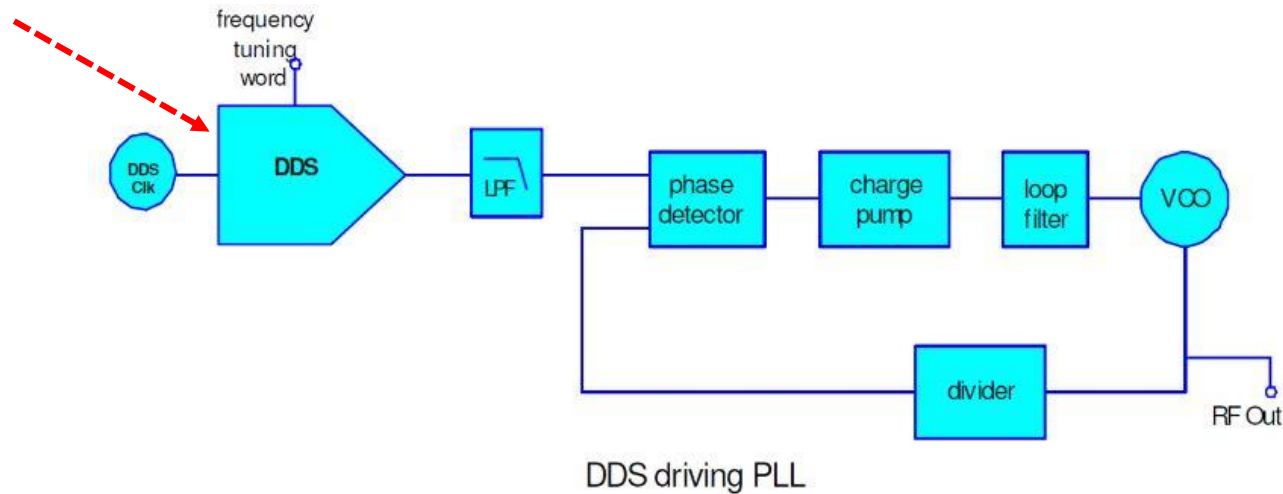 frequency
tuning
word
DDS
Clk
DDS
LPF
phase
detector
charge
pump
loop
filter
VCO
divider
RF Out
DDS driving PLL